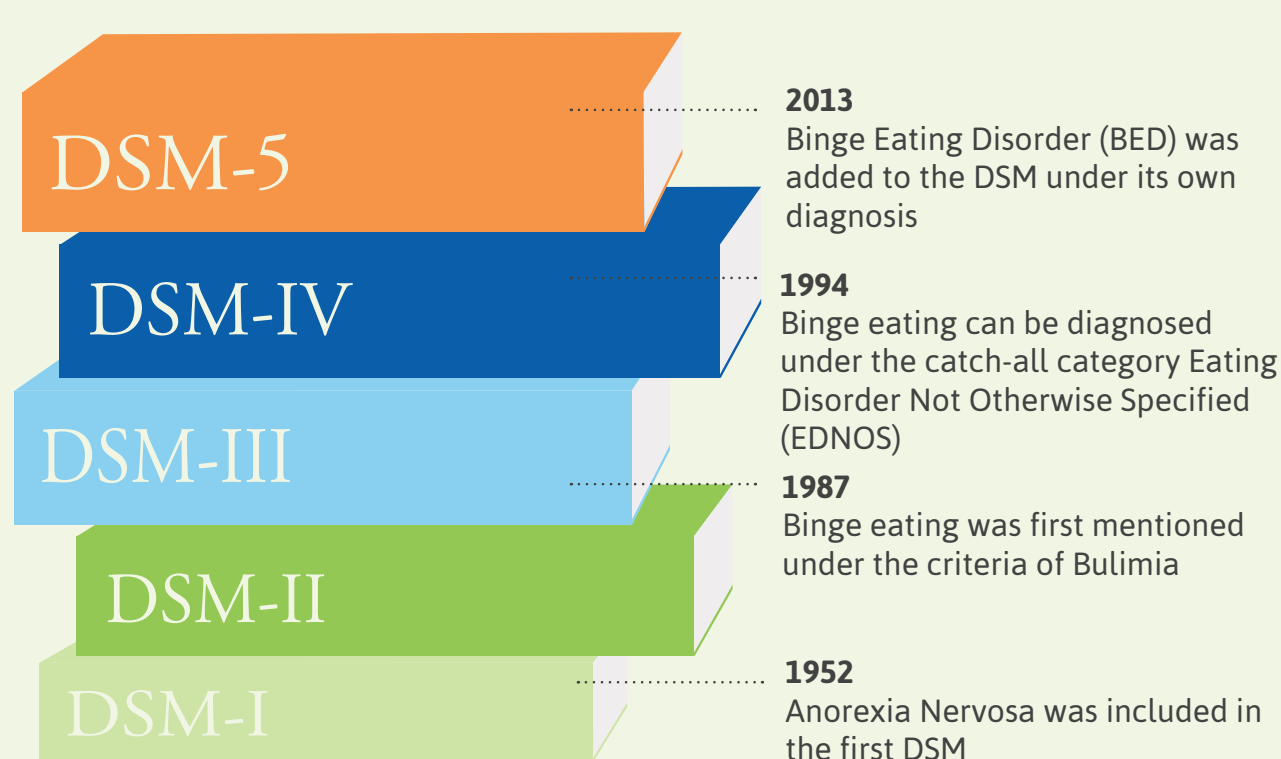 DSM-5
2013
Binge Eating Disorder (BED) was
added to the DSM under its own
diagnosis
DSM-IV
1994
Binge eating can be diagnosed
under the catch-all category Eating
Disorder Not Otherwise Specified
(EDNOS)
DSM-III
1987
Binge eating was first mentioned
under the criteria of Bulimia
DSM-II
DSM-I
1952
Anorexia Nervosa was included in
the first DSM